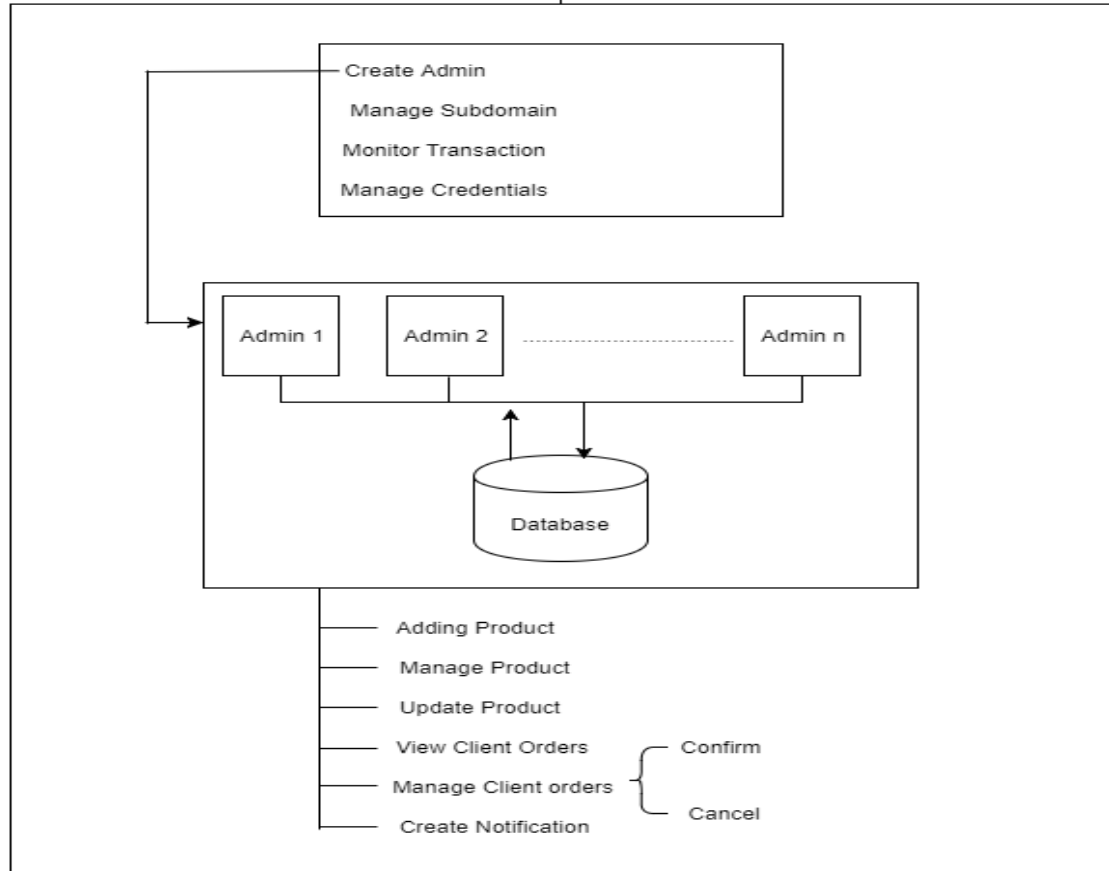 Create Admin
Manage Subdomain
Monitor Transaction
Manage Credentials
Admin 1
Admin 2
Admin n
Database
Adding Product
Manage Product
Update Product
View Client Orders
Confirm
Manage Client orders
Cancel
Create Notification